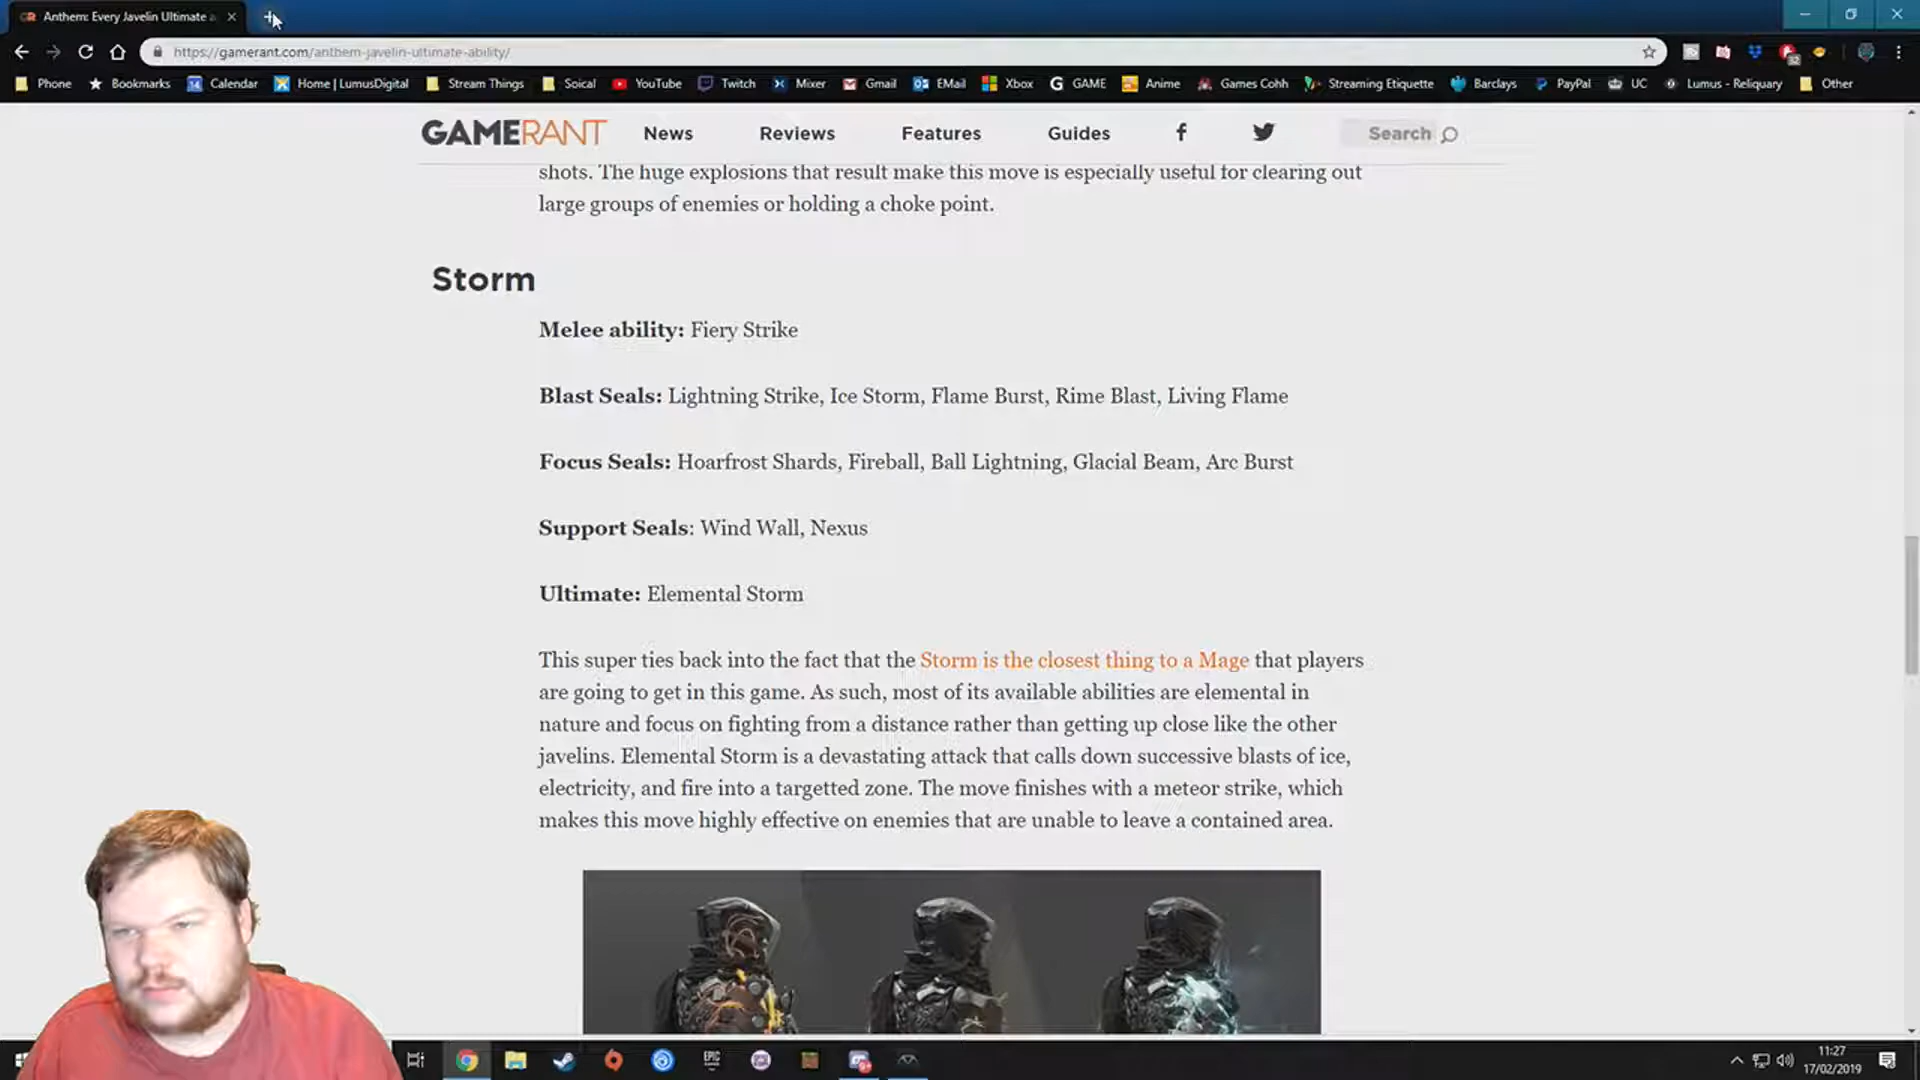 Anthem: Every Javelin Ultimate a
https://gamerant.com/anthem-javelin-ultimate-ability/
Phone Bookmarks 14 Calendar Home | LumusDigital Stream Things Soical YouTube Twitch Mixer Gmail EMail Xbox GAME Anime Games Cohh Streaming Etiquette Barclays PayPal UC Lumus - Reliquary Other
GAMERANT News Reviews Features Guides Search
shots. The huge explosions that result make this move is especially useful for clearing out
large groups of enemies or holding a choke point.
Storm
Melee ability: Fiery Strike
Blast Seals: Lightning Strike, Ice Storm, Flame Burst, Rime Blast, Living Flame
Focus Seals: Hoarfrost Shards, Fireball, Ball Lightning, Glacial Beam, Arc Burst
Support Seals: Wind Wall, Nexus
Ultimate: Elemental Storm
This super ties back into the fact that the Storm is the closest thing to a Mage that players
are going to get in this game. As such, most of its available abilities are elemental in
nature and focus on fighting from a distance rather than getting up close like the other
javelins. Elemental Storm is a devastating attack that calls down successive blasts of ice,
electricity, and fire into a targetted zone. The move finishes with a meteor strike, which
makes this move highly effective on enemies that are unable to leave a contained area.
EPIC
11:27
17/02/2019